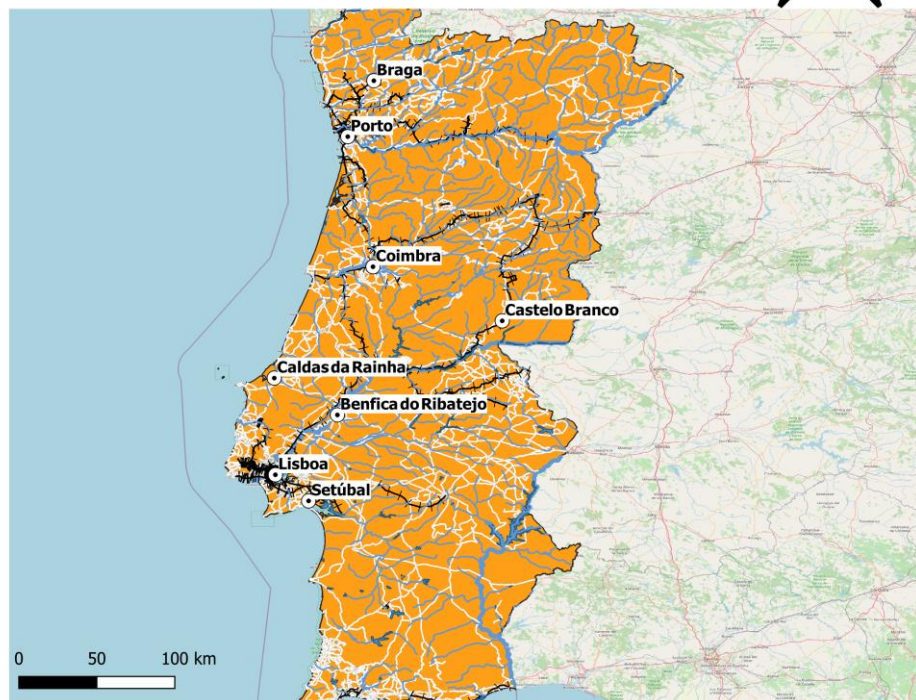 Braga
Porto
Coimbra
Castelo Branco
Caldas da Rainha
Benfica do Ribatejo
Lisboa
Setúbal
0 50 100 km